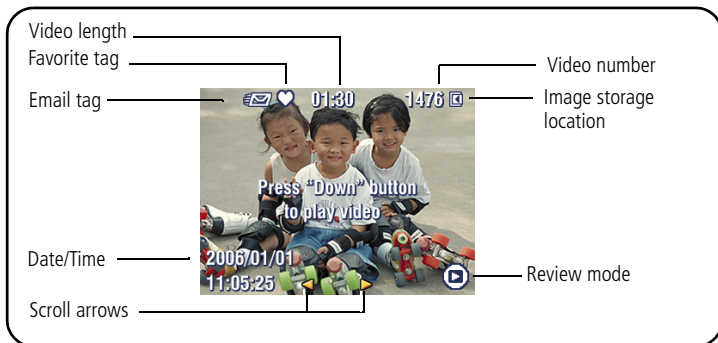 Video length
Favorite tag
Email tag
Video number
Image storage
location
01:30
1476
Press “Down” button
to play video
Date/Time
2006/01/01
11:05:25
Review mode
Scroll arrows